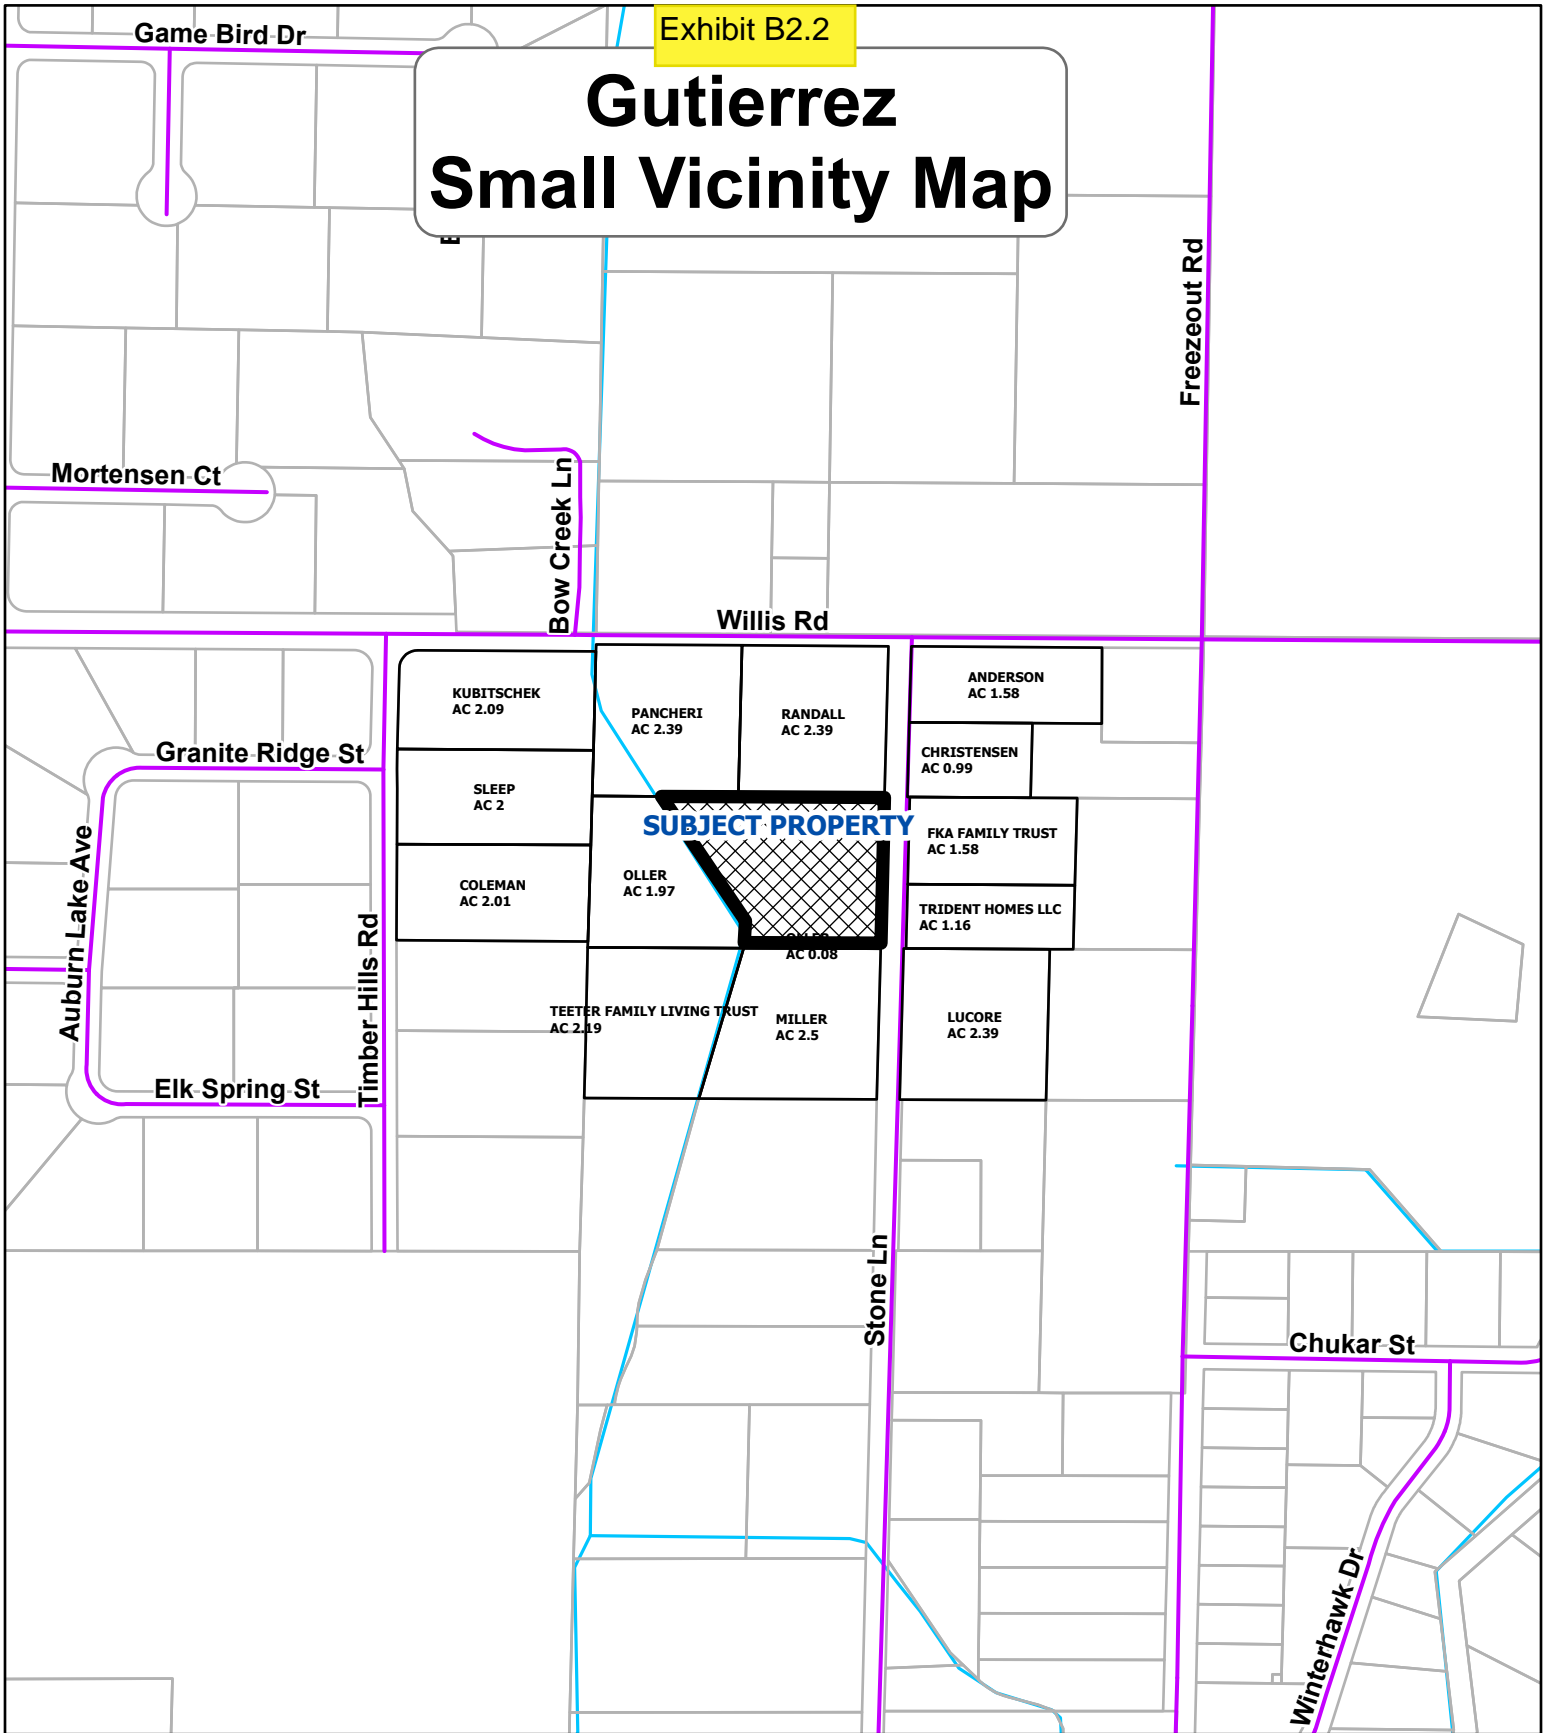 Exhibit B2.2
Gutierrez
Small Vicinity Map
Game Bird Dr
Freezeout Rd
Mortensen Ct
Bow Creek Ln
Willis Rd
KUBITSCHEK
AC 2.09
PANCHERI
AC 2.39
RANDALL
AC 2.39
ANDERSON
AC 1.58
CHRISTENSEN
AC 0.99
Granite Ridge St
SLEEP
AC 2
SUBJECT PROPERTY
FKA FAMILY TRUST
AC 1.58
Auburn Lake Ave
COLEMAN
AC 2.01
OLLER
AC 1.97
TRIDENT HOMES LLC
AC 1.16
AC 0.08
Timber Hills Rd
TEETER FAMILY LIVING TRUST
AC 2.19
MILLER
AC 2.5
LUCORE
AC 2.39
Elk Spring St
Stone Ln
Chukar St
Winterhawk Dr